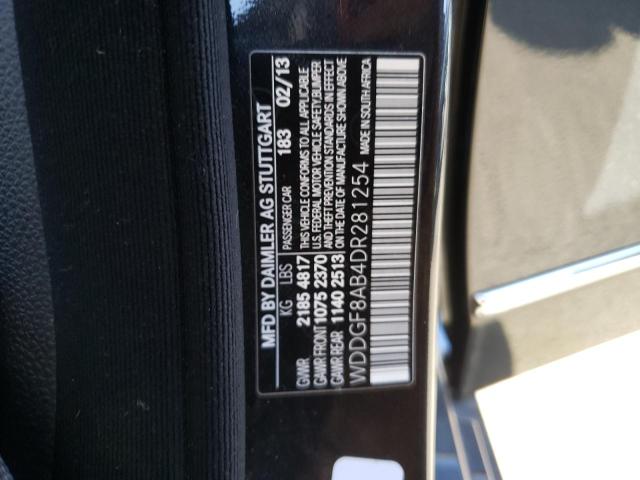 MFD BY DAIMLER AG STUTTGART
KG LBS PASSENGER CAR 183 02/13
GVWR 2185 4817 THIS VEHICLE CONFORMS TO ALL APPLICABLE
GAWR FRONT 1075 2370 U.S. FEDERAL MOTOR VEHICLE SAFETY, BUMPER
GAWR REAR 1140 2513 AND THEFT PREVENTION STANDARDS IN EFFECT
ON THE DATE OF MANUFACTURE SHOWN ABOVE
MADE IN SOUTH AFRICA
WDDGF8AB4DR281254